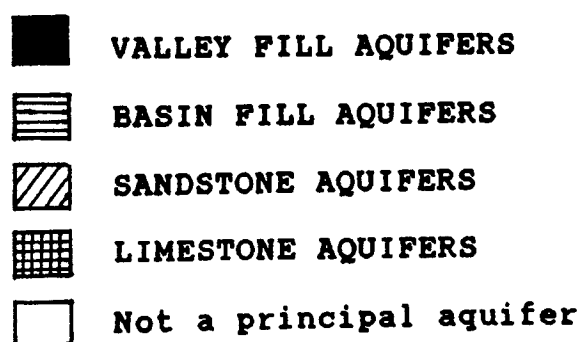 VALLEY FILL AQUIFERS
BASIN FILL AQUIFERS
SANDSTONE AQUIFERS
LIMESTONE AQUIFERS
Not a principal aquifer